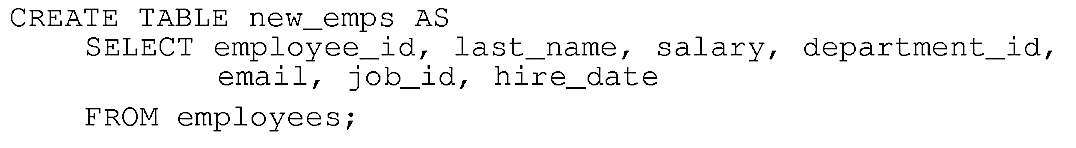 CREATE TABLE new_emps AS
SELECT employee_id, last_name, salary, department_id,
email, job_id, hire_date
FROM employees;